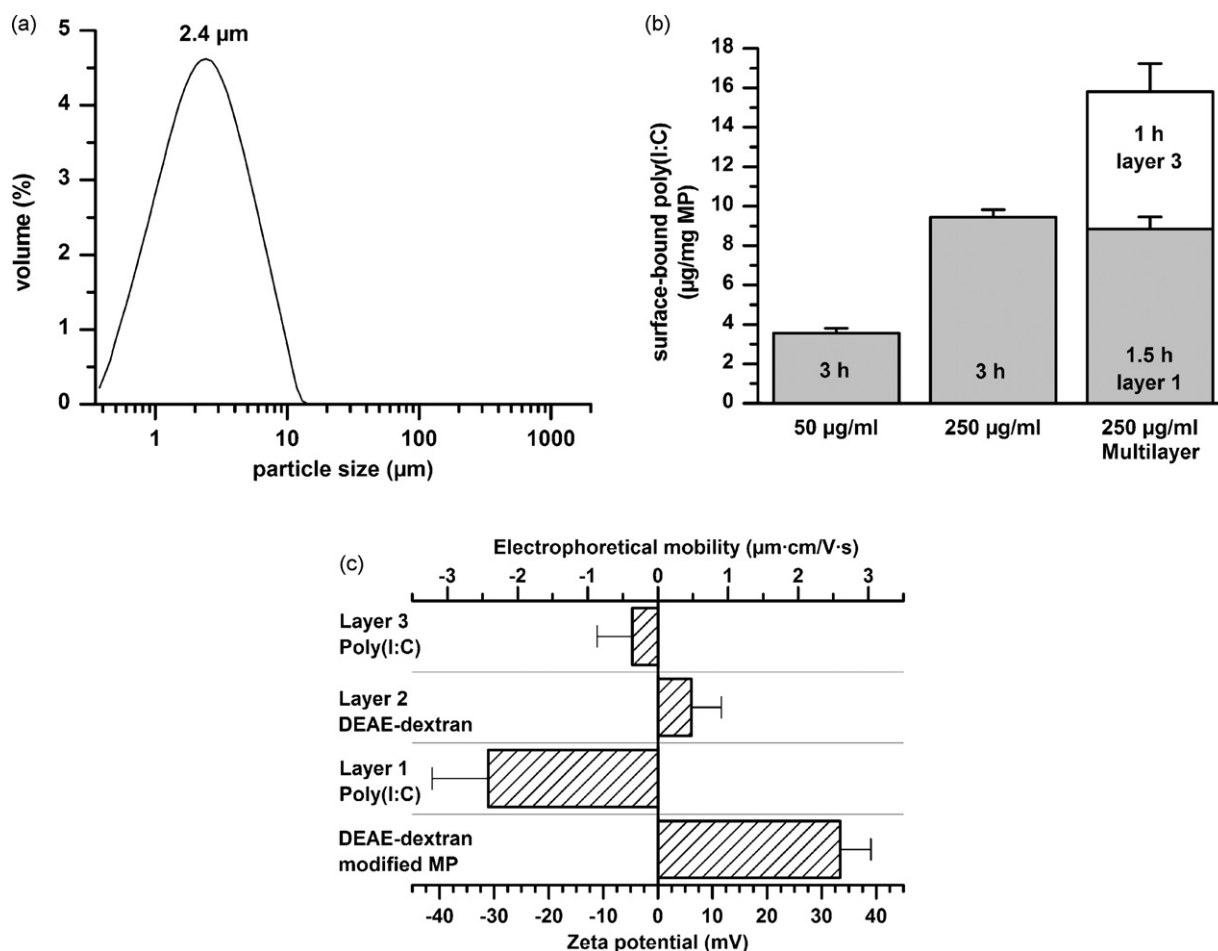 (a)
2.4 µm
5
4
3
2
1
0
volume (%)
1
10
100
1000
particle size (µm)
(b)
18
16
14
12
10
8
6
4
2
0
surface-bound poly(I:C)
(µg/mg MP)
1 h
layer 3
3 h
3 h
1.5 h
layer 1
50 µg/ml
250 µg/ml
250 µg/ml
Multilayer
(c)
Electrophoretical mobility (µm·cm/V·s)
-3 -2 -1 0 1 2 3
Layer 3
Poly(I:C)
Layer 2
DEAE-dextran
Layer 1
Poly(I:C)
DEAE-dextran
modified MP
-40 -30 -20 -10 0 10 20 30 40
Zeta potential (mV)